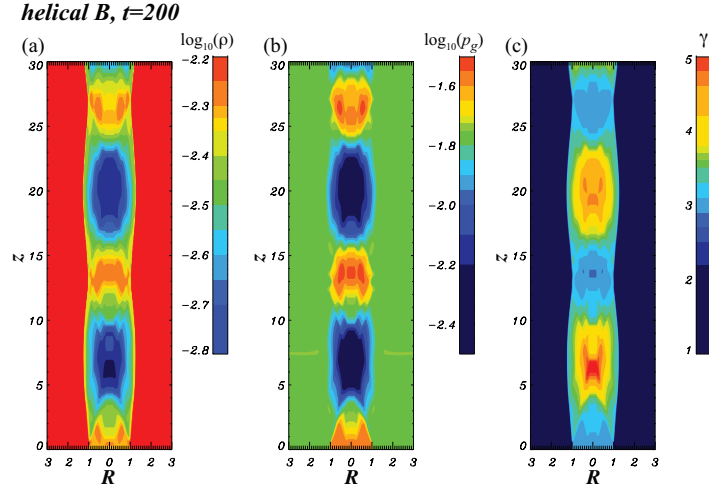 helical B, t=200
(a) log10(ρ) (b) log10(pg) (c) γ
30 -2.2 30 30 5
25 -2.3 -1.6 25
-2.4 4
20 20 -1.8 20
-2.5
z 15 z 15 -2.0 z 15 3
-2.6
10 10 -2.2 10 2
-2.7
5 5 -2.4 5
-2.8 1
0 0 0
3 2 1 0 1 2 3 3 2 1 0 1 2 3 3 2 1 0 1 2 3
R R R